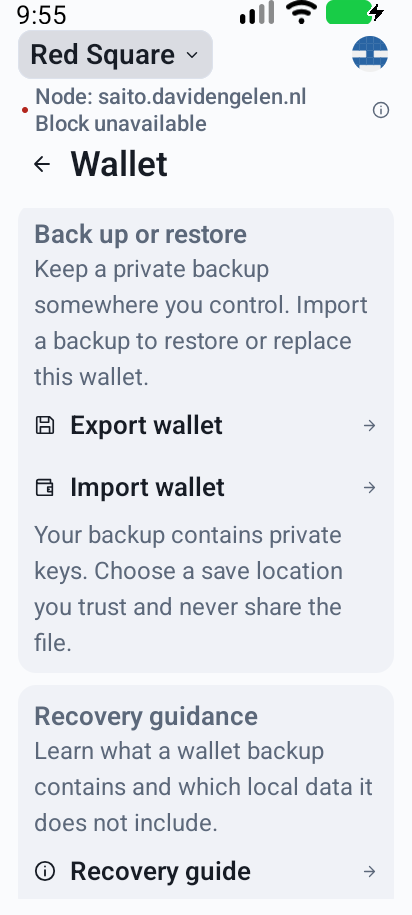 9:55
Red Square
Node: saito.davidengelen.nl
Block unavailable
Wallet
Back up or restore
Keep a private backup
somewhere you control. Import
a backup to restore or replace
this wallet.
Export wallet
Import wallet
Your backup contains private
keys. Choose a save location
you trust and never share the
file.
Recovery guidance
Learn what a wallet backup
contains and which local data it
does not include.
Recovery guide